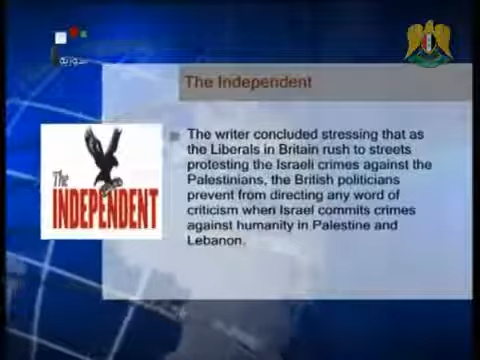 سورية
The Independent
The
INDEPENDENT
The writer concluded stressing that as
the Liberals in Britain rush to streets
protesting the Israeli crimes against the
Palestinians, the British politicians
prevent from directing any word of
criticism when Israel commits crimes
against humanity in Palestine and
Lebanon.